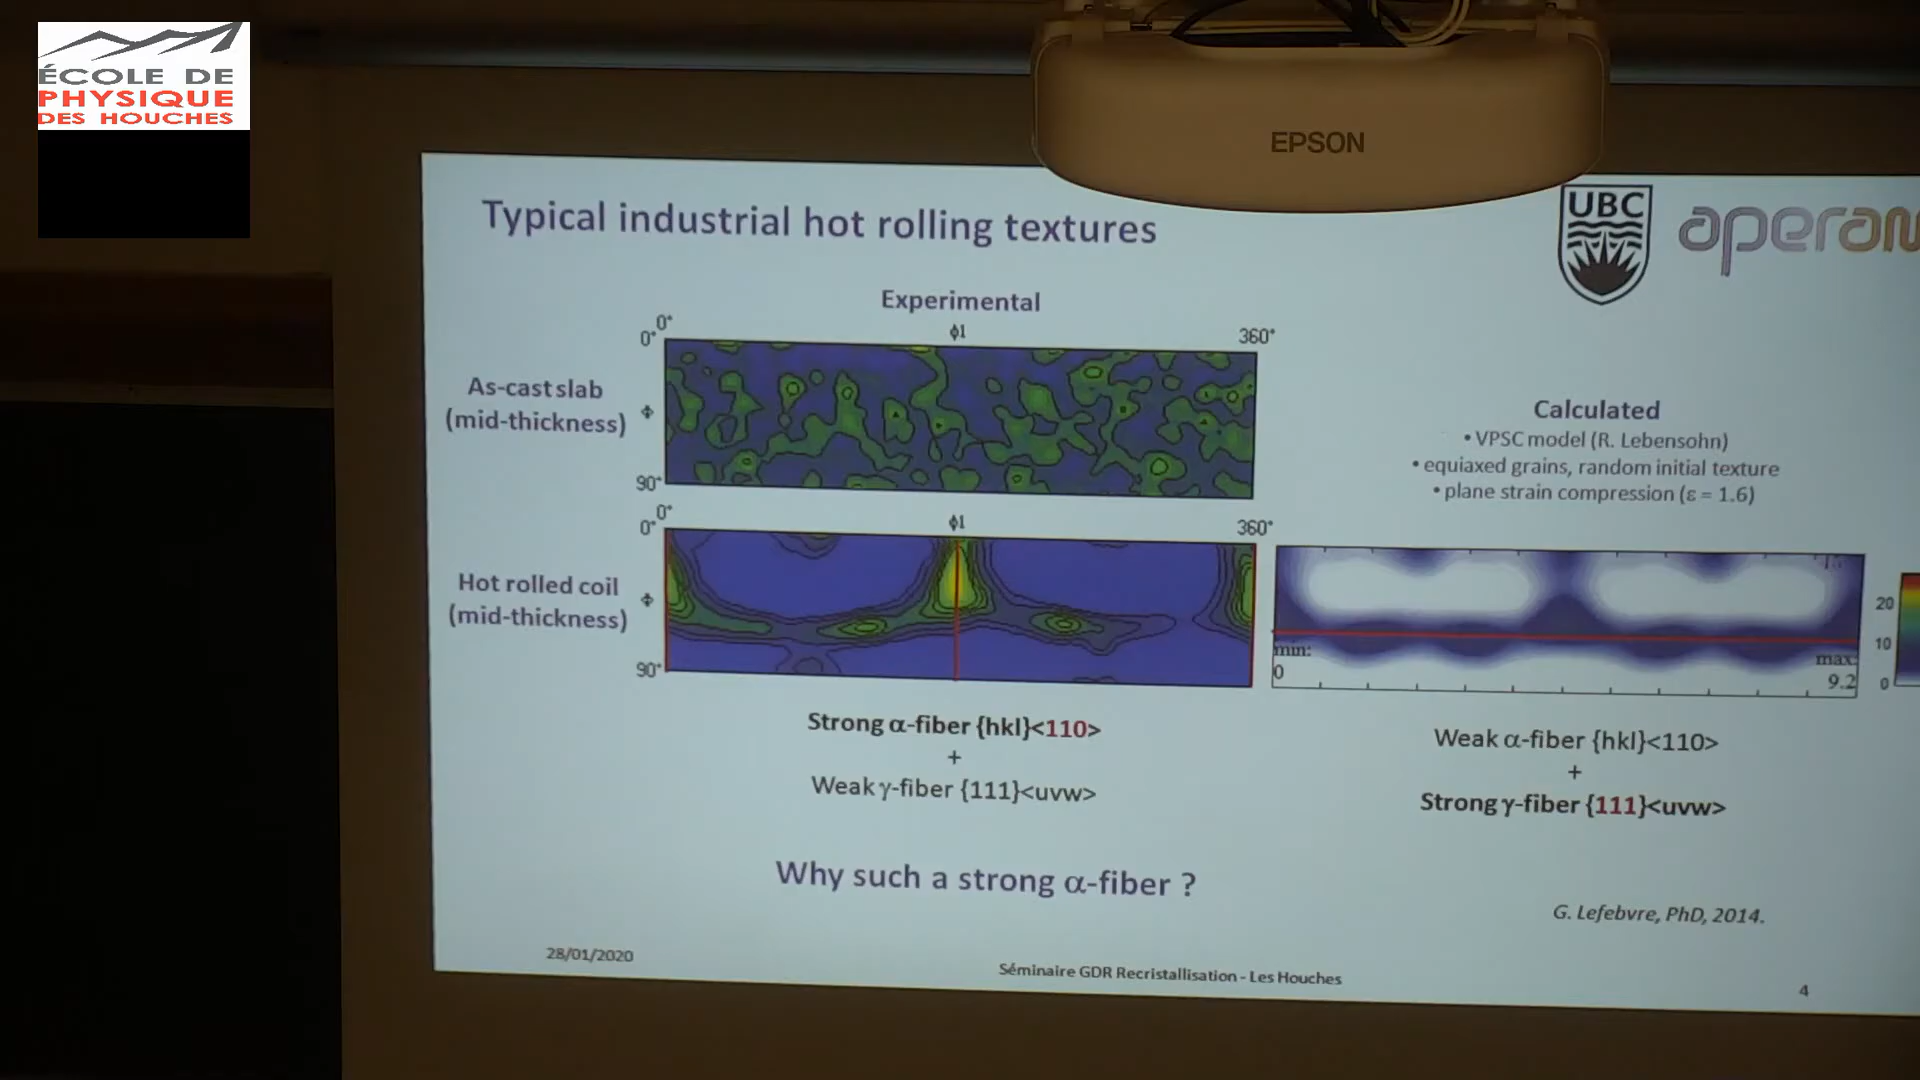 ÉCOLE DE
PHYSIQUE
DES HOUCHES
EPSON
UBC
Typical industrial hot rolling textures
Experimental
0°
0°
ϕ1
360°
As-cast slab
(mid-thickness)
Φ
90°
Calculated
• VPSC model (R. Lebensohn)
• equiaxed grains, random initial texture
• plane strain compression (ε = 1.6)
0°
0°
ϕ1
360°
Hot rolled coil
(mid-thickness)
Φ
90°
min:
0
max:
9.2
20
10
0
Strong α-fiber {hkl}<110>
+
Weak γ-fiber {111}<uvw>
Weak α-fiber {hkl}<110>
+
Strong γ-fiber {111}<uvw>
Why such a strong α-fiber ?
G. Lefebvre, PhD, 2014.
28/01/2020
Séminaire GDR Recristallisation - Les Houches
4